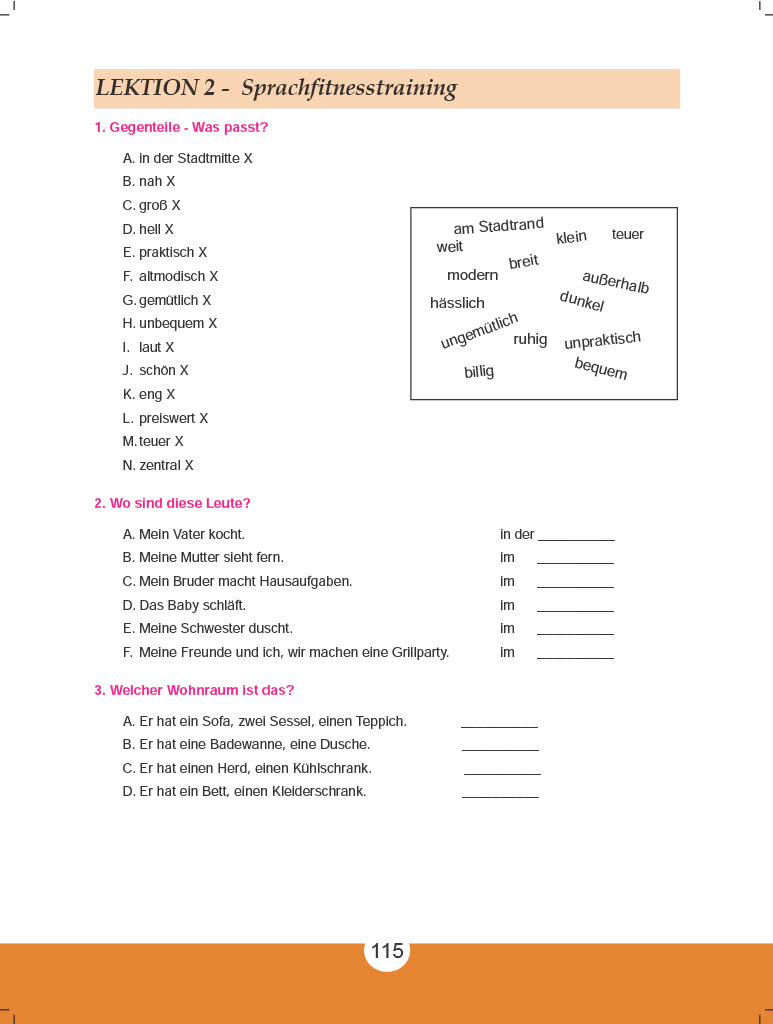 LEKTION 2 - Sprachfitnesstraining
1. Gegenteile - Was passt?
A. in der Stadtmitte X
B. nah X
C. groß X
D. hell X
E. praktisch X
F. altmodisch X
G. gemütlich X
H. unbequem X
I. laut X
J. schön X
K. eng X
L. preiswert X
M. teuer X
N. zentral X
am Stadtrand
klein
teuer
weit
breit
modern
außerhalb
hässlich
dunkel
ungemütlich
ruhig
unpraktisch
billig
bequem
2. Wo sind diese Leute?
A. Mein Vater kocht. in der __________
B. Meine Mutter sieht fern. im __________
C. Mein Bruder macht Hausaufgaben. im __________
D. Das Baby schläft. im __________
E. Meine Schwester duscht. im __________
F. Meine Freunde und ich, wir machen eine Grillparty. im __________
3. Welcher Wohnraum ist das?
A. Er hat ein Sofa, zwei Sessel, einen Teppich. __________
B. Er hat eine Badewanne, eine Dusche. __________
C. Er hat einen Herd, einen Kühlschrank. __________
D. Er hat ein Bett, einen Kleiderschrank. __________
115